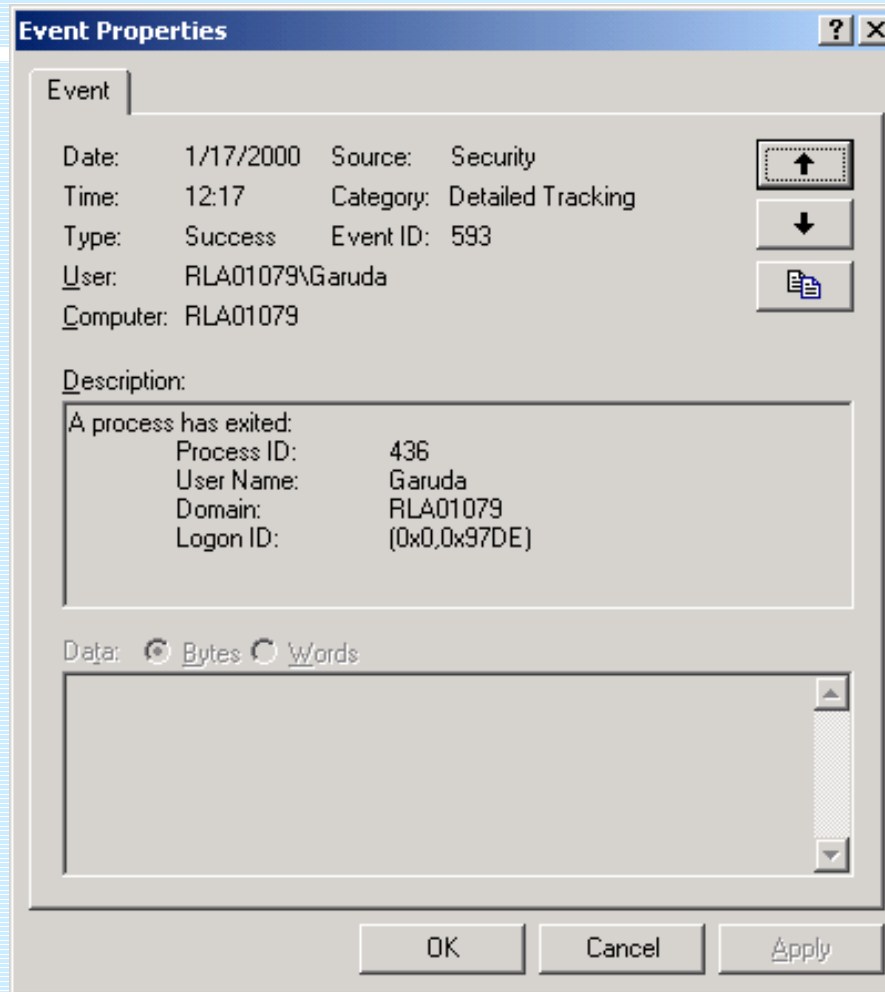 Event Properties
Event
Date: 1/17/2000 Source: Security
Time: 12:17 Category: Detailed Tracking
Type: Success Event ID: 593
User: RLA01079\Garuda
Computer: RLA01079
Description:
A process has exited:
Process ID: 436
User Name: Garuda
Domain: RLA01079
Logon ID: (0x0,0x97DE)
Data: Bytes Words
OK Cancel Apply